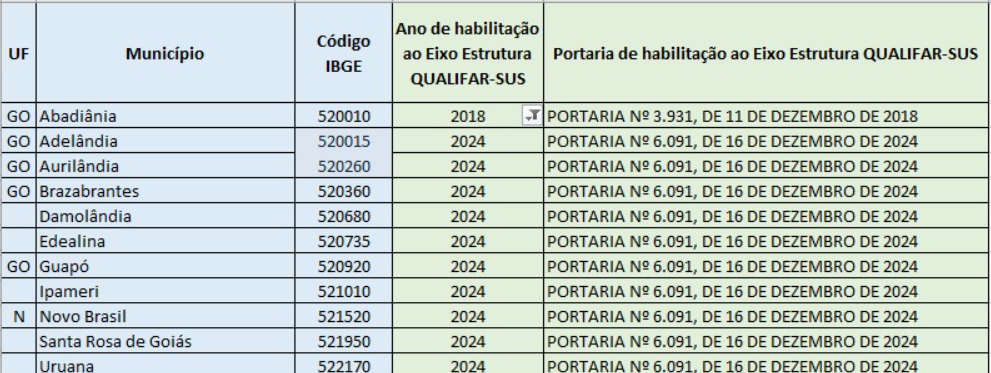 UF Município Código IBGE Ano de habilitação ao Eixo Estrutura QUALIFAR-SUS Portaria de habilitação ao Eixo Estrutura QUALIFAR-SUS
GO Abadiânia 520010 2018 PORTARIA Nº 3.931, DE 11 DE DEZEMBRO DE 2018
GO Adelândia 520015 2024 PORTARIA Nº 6.091, DE 16 DE DEZEMBRO DE 2024
GO Aurilândia 520260 2024 PORTARIA Nº 6.091, DE 16 DE DEZEMBRO DE 2024
GO Brazabrantes 520360 2024 PORTARIA Nº 6.091, DE 16 DE DEZEMBRO DE 2024
Damolândia 520680 2024 PORTARIA Nº 6.091, DE 16 DE DEZEMBRO DE 2024
Edealina 520735 2024 PORTARIA Nº 6.091, DE 16 DE DEZEMBRO DE 2024
GO Guapó 520920 2024 PORTARIA Nº 6.091, DE 16 DE DEZEMBRO DE 2024
Ipameri 521010 2024 PORTARIA Nº 6.091, DE 16 DE DEZEMBRO DE 2024
N Novo Brasil 521520 2024 PORTARIA Nº 6.091, DE 16 DE DEZEMBRO DE 2024
Santa Rosa de Goiás 521950 2024 PORTARIA Nº 6.091, DE 16 DE DEZEMBRO DE 2024
Uruana 522170 2024 PORTARIA Nº 6.091, DE 16 DE DEZEMBRO DE 2024